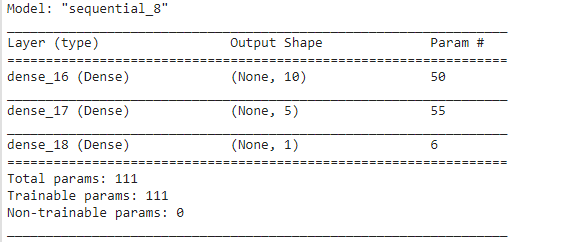 Model: "sequential_8"
_________________________________________________________________
Layer (type)                 Output Shape              Param #
=================================================================
dense_16 (Dense)             (None, 10)                50
_________________________________________________________________
dense_17 (Dense)             (None, 5)                 55
_________________________________________________________________
dense_18 (Dense)             (None, 1)                 6
=================================================================
Total params: 111
Trainable params: 111
Non-trainable params: 0
_________________________________________________________________